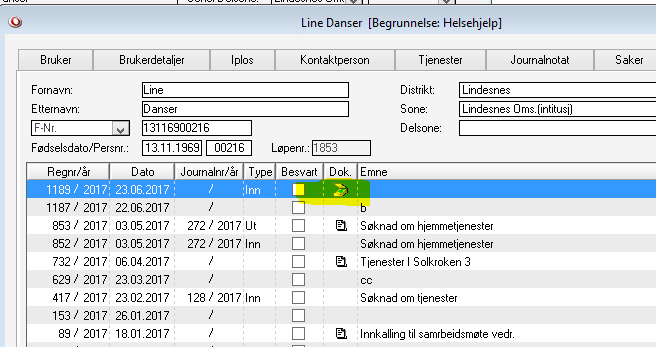 Line Danser [Begrunnelse: Helsehjelp]
Bruker Brukerdetaljer Iplos Kontaktperson Tjenester Journalnotat Saker
Fornavn: Line Distrikt: Lindesnes
Etternavn: Danser Sone: Lindesnes Oms.(intitusj)
F-Nr. 13116900216 Delsone:
Fødselsdato/Persnr.: 13.11.1969 00216 Løpenr.: 1853
Regnr/år Dato Journalnr/år Type Besvart Dok. Emne
1189 / 2017 23.06.2017 / Inn
1187 / 2017 22.06.2017 / b
853 / 2017 03.05.2017 272 / 2017 Ut Søknad om hjemmetjenester
852 / 2017 03.05.2017 272 / 2017 Inn Søknad om hjemmetjenester
732 / 2017 06.04.2017 / Tjenester I Solkroken 3
629 / 2017 23.03.2017 / cc
417 / 2017 23.02.2017 128 / 2017 Inn Søknad om tjenester
153 / 2017 26.01.2017 /
89 / 2017 18.01.2017 / Innkalling til samrbeidsmøte vedr.